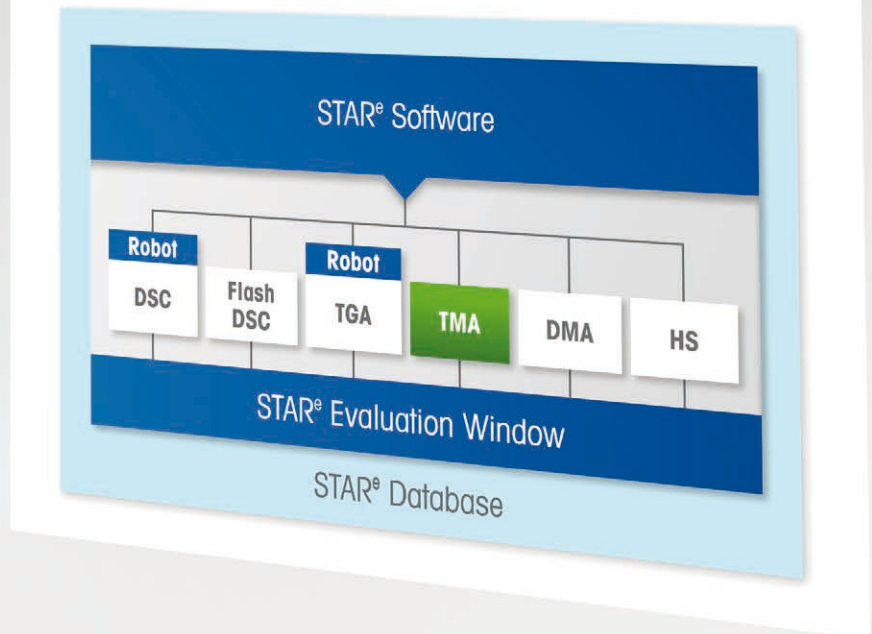 STARᵉ Software
Robot
DSC
Flash
DSC
Robot
TGA
TMA
DMA
HS
STARᵉ Evaluation Window
STARᵉ Database